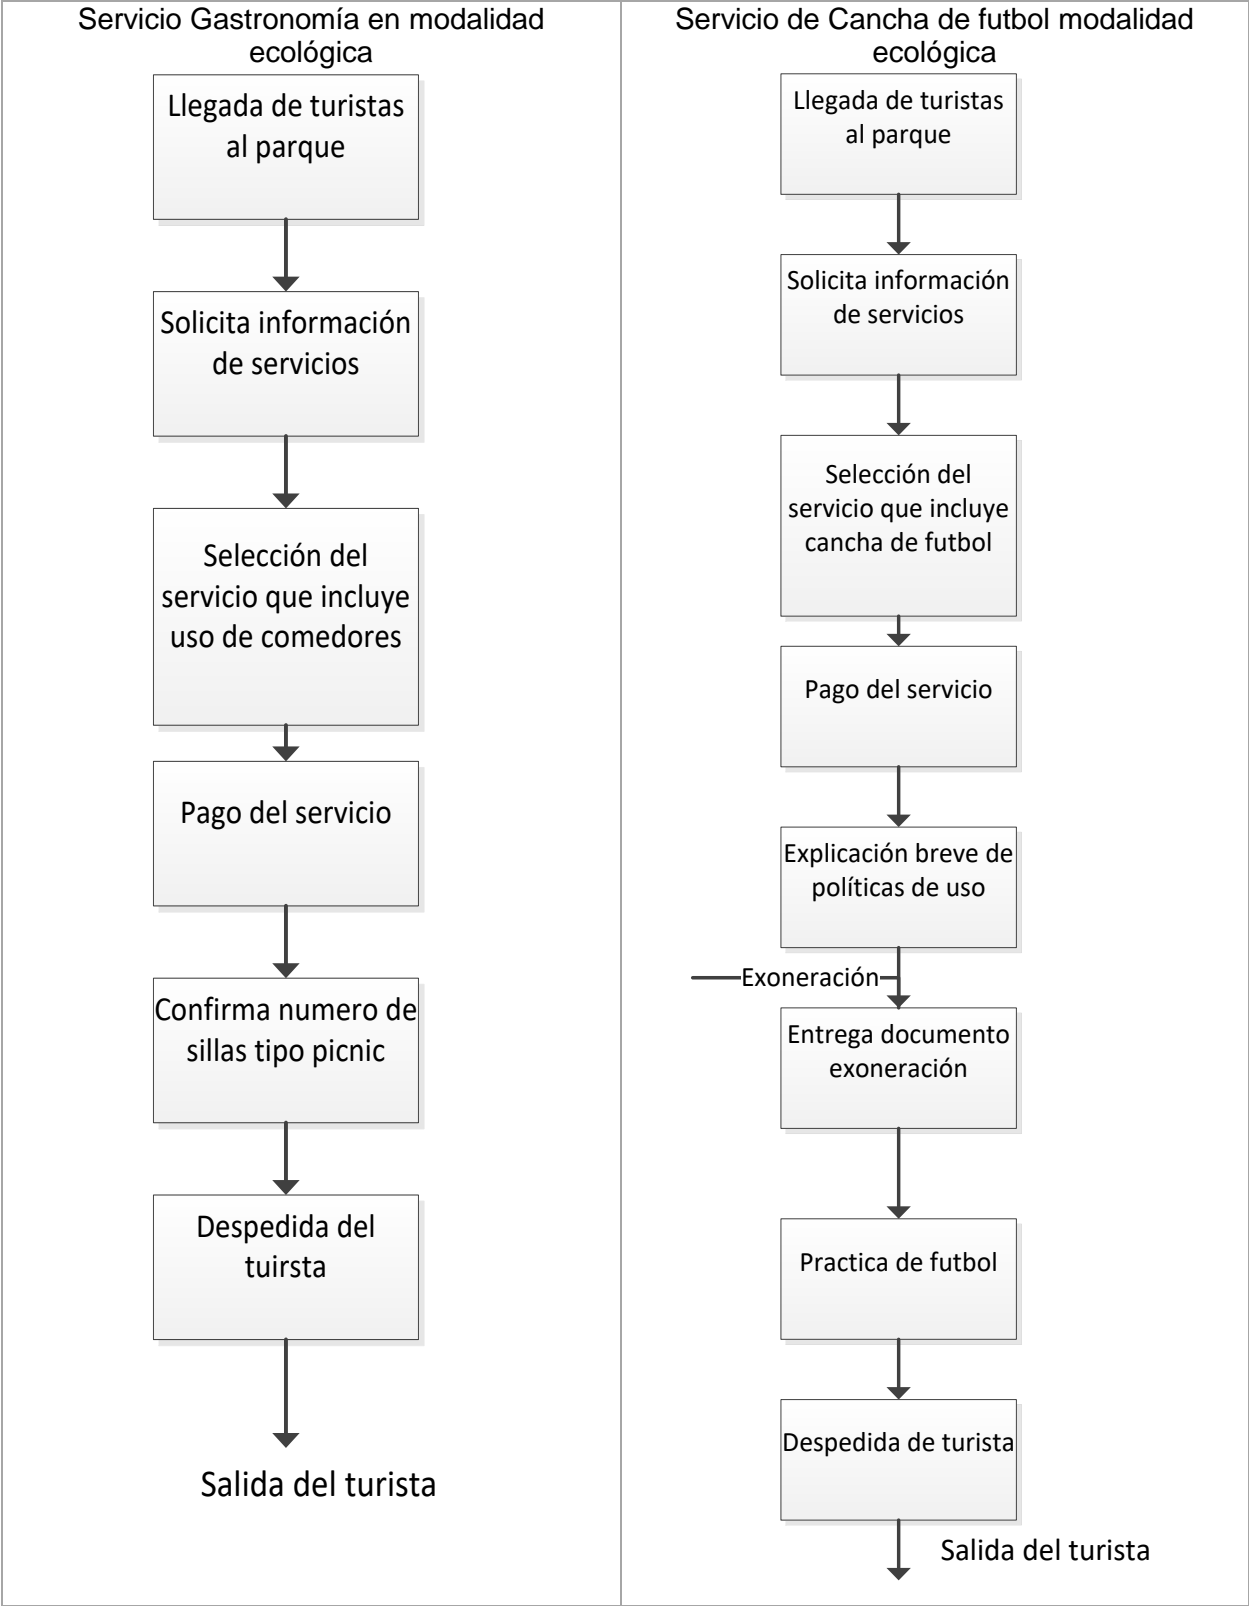 Servicio Gastronomía en modalidad
ecológica
Llegada de turistas
al parque
Solicita información
de servicios
Selección del
servicio que incluye
uso de comedores
Pago del servicio
Confirma numero de
sillas tipo picnic
Despedida del
tuirsta
Salida del turista
Servicio de Cancha de futbol modalidad
ecológica
Llegada de turistas
al parque
Solicita información
de servicios
Selección del
servicio que incluye
cancha de futbol
Pago del servicio
Explicación breve de
políticas de uso
Exoneración
Entrega documento
exoneración
Practica de futbol
Despedida de turista
Salida del turista